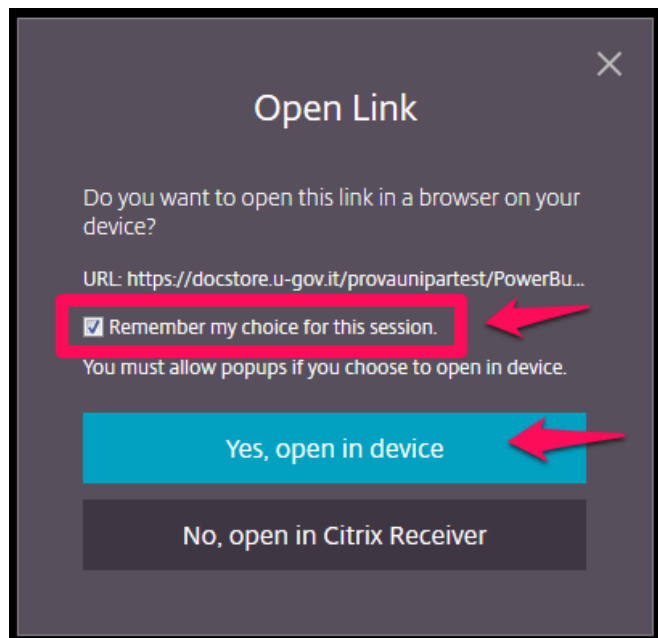 Open Link
Do you want to open this link in a browser on your
device?
URL: https://docstore.u-gov.it/provaunipartest/PowerBu...
Remember my choice for this session.
You must allow popups if you choose to open in device.
Yes, open in device
No, open in Citrix Receiver